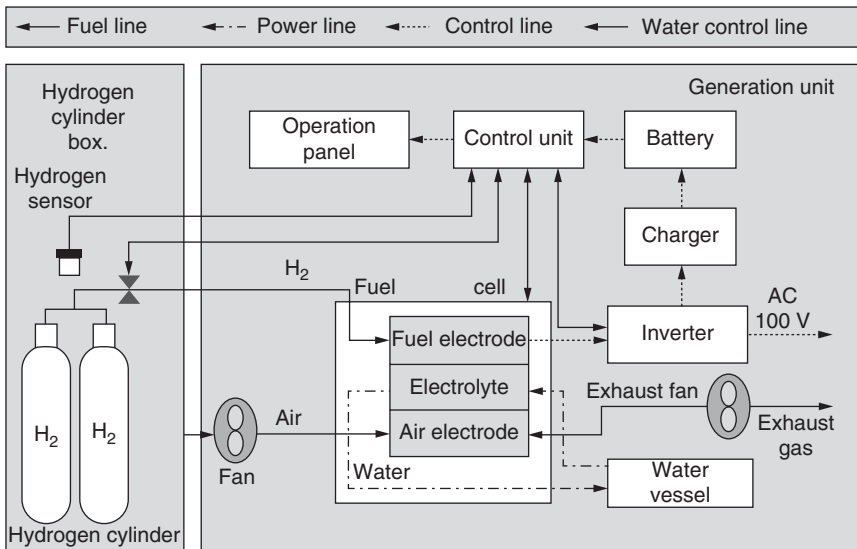 Fuel line
Power line
Control line
Water control line
Hydrogen
cylinder
box.
Hydrogen
sensor
H2
H2
Hydrogen cylinder
Generation unit
Operation
panel
Control unit
Battery
Charger
H2
Fuel
cell
AC
100 V
Inverter
Fuel electrode
Electrolyte
Air electrode
Air
Fan
Water
Exhaust fan
Exhaust
gas
Water
vessel